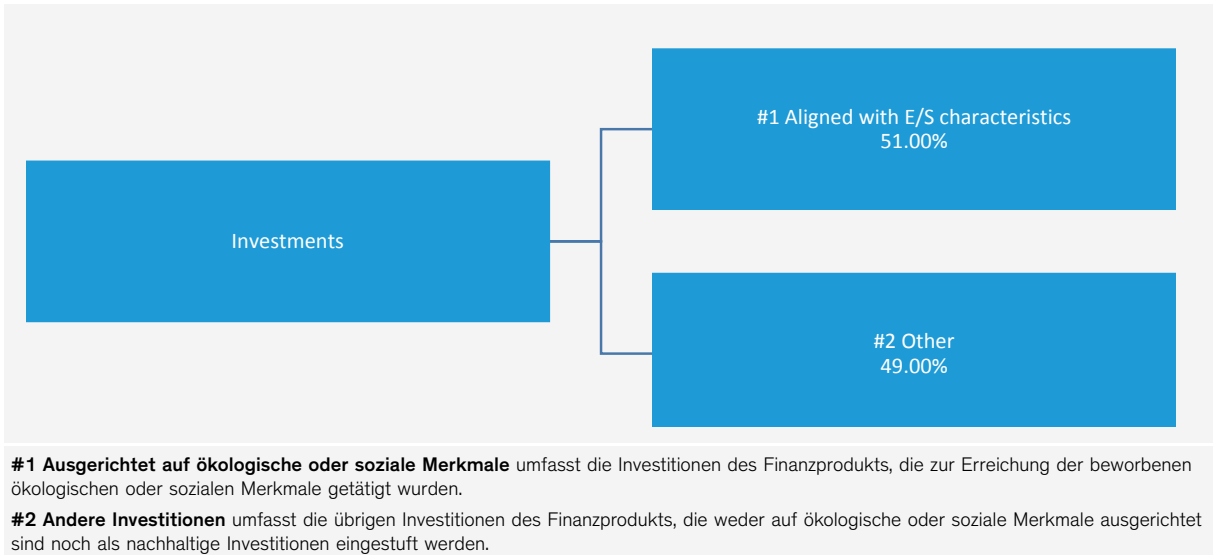 #1 Aligned with E/S characteristics
51.00%
Investments
#2 Other
49.00%
#1 Ausgerichtet auf ökologische oder soziale Merkmale umfasst die Investitionen des Finanzprodukts, die zur Erreichung der beworbenen
ökologischen oder sozialen Merkmale getätigt wurden.
#2 Andere Investitionen umfasst die übrigen Investitionen des Finanzprodukts, die weder auf ökologische oder soziale Merkmale ausgerichtet
sind noch als nachhaltige Investitionen eingestuft werden.